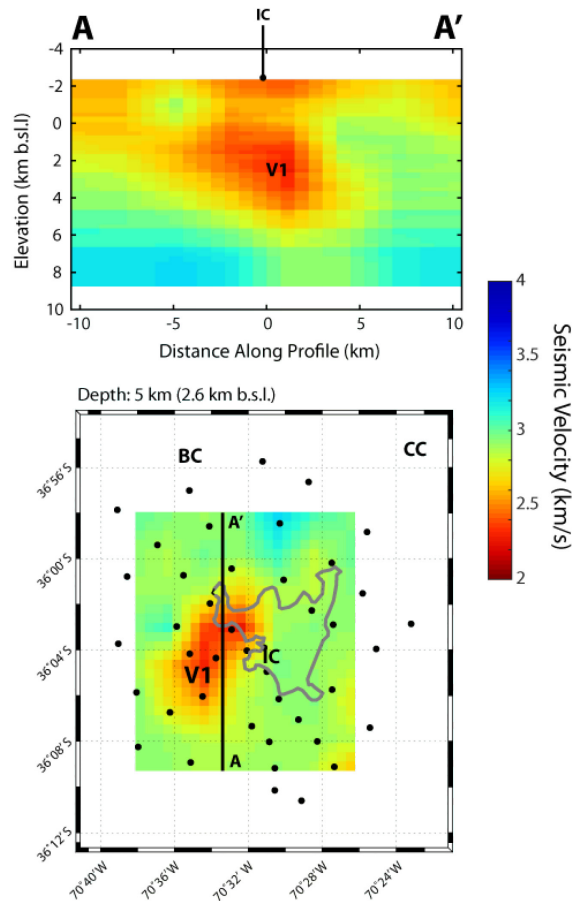 IC
A A'
-4
-2
0
2
4
6
8
10
Elevation (km b.sl.l)
V1
-10 -5 0 5 10
Distance Along Profile (km)
4
3.5
3
2.5
2
Seismic Velocity (km/s)
Depth: 5 km (2.6 km b.s.l.)
BC CC
36°56'S
36°00'S
36°04'S
36°08'S
36°12'S
A'
IC
V1
A
70°40'W 70°36'W 70°32'W 70°28'W 70°24'W